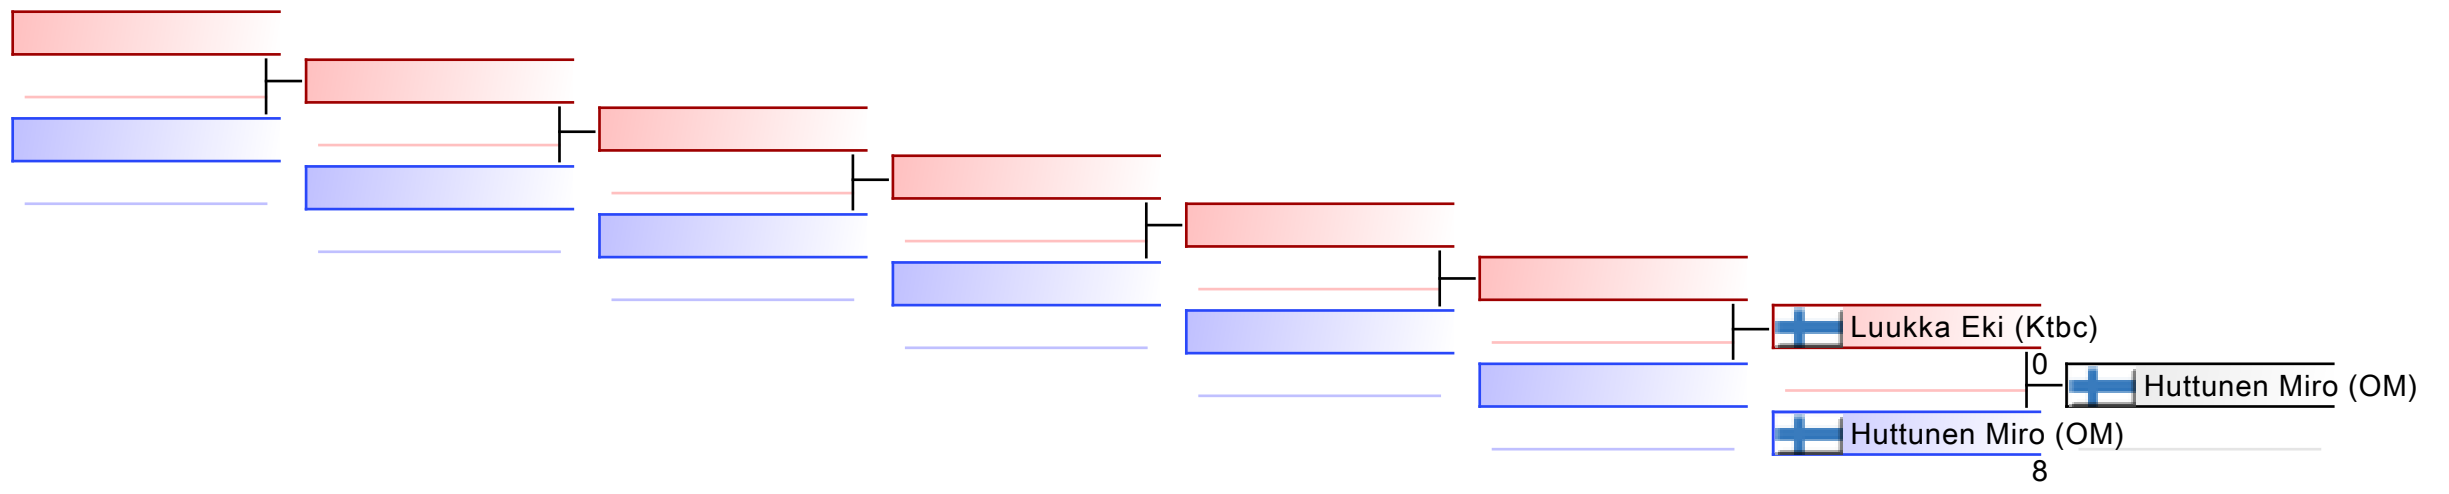 Luukka Eki (Ktbc)
0
Huttunen Miro (OM)
Huttunen Miro (OM)
8